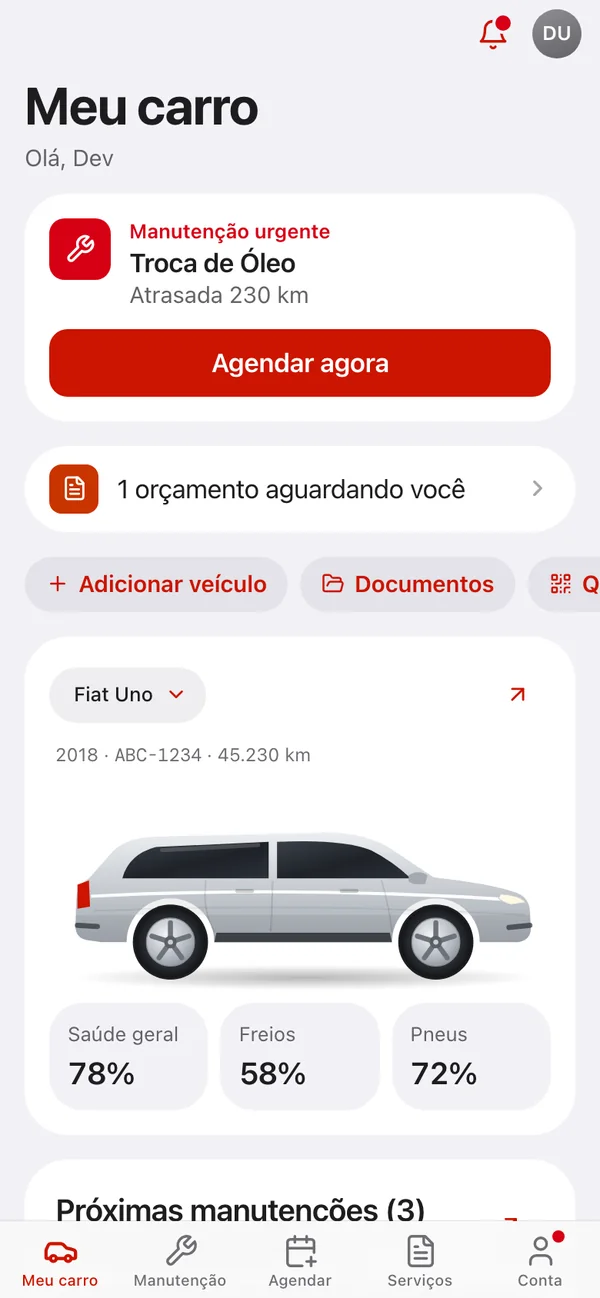 DU
Meu carro
Olá, Dev
Manutenção urgente
Troca de Óleo
Atrasada 230 km
Agendar agora
1 orçamento aguardando você
Adicionar veículo
Documentos
Q
Fiat Uno
2018 · ABC-1234 · 45.230 km
Saúde geral
Freios
Pneus
78%
58%
72%
Próximas manutenções (3)
Meu carro
Manutenção
Agendar
Serviços
Conta